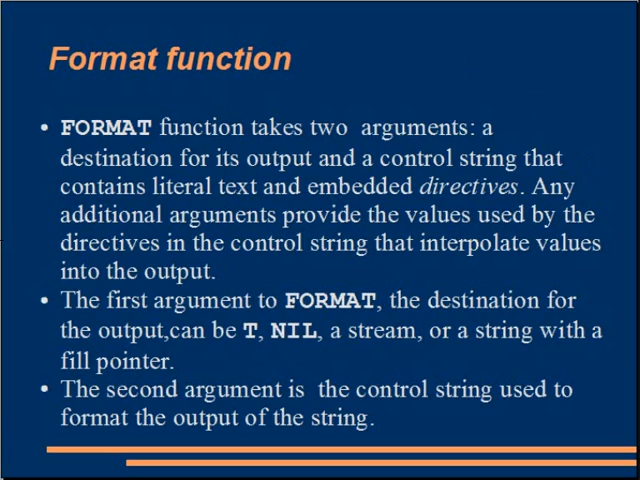 Format function
• FORMAT function takes two  arguments: a
destination for its output and a control string that
contains literal text and embedded directives. Any
additional arguments provide the values used by the
directives in the control string that interpolate values
into the output.
• The first argument to FORMAT, the destination for
the output,can be T, NIL, a stream, or a string with a
fill pointer.
• The second argument is  the control string used to
format the output of the string.